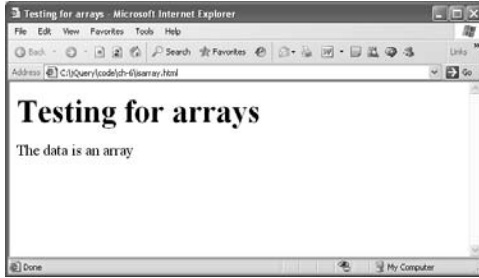 Testing for arrays - Microsoft Internet Explorer
File Edit View Favorites Tools Help
Back Search Favorites Links »
Address C:\jQuery\code\ch-6\isarray.html Go
Testing for arrays
The data is an array
Done My Computer